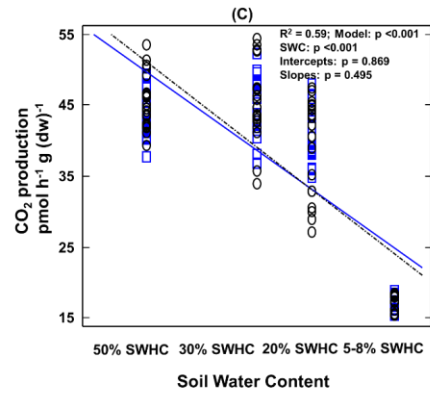 (C)
R² = 0.59; Model: p <0.001
SWC: p <0.001
Intercepts: p = 0.869
Slopes: p = 0.495
CO₂ production
pmol h⁻¹ g (dw)⁻¹
55
45
35
25
15
50% SWHC 30% SWHC 20% SWHC 5-8% SWHC
Soil Water Content